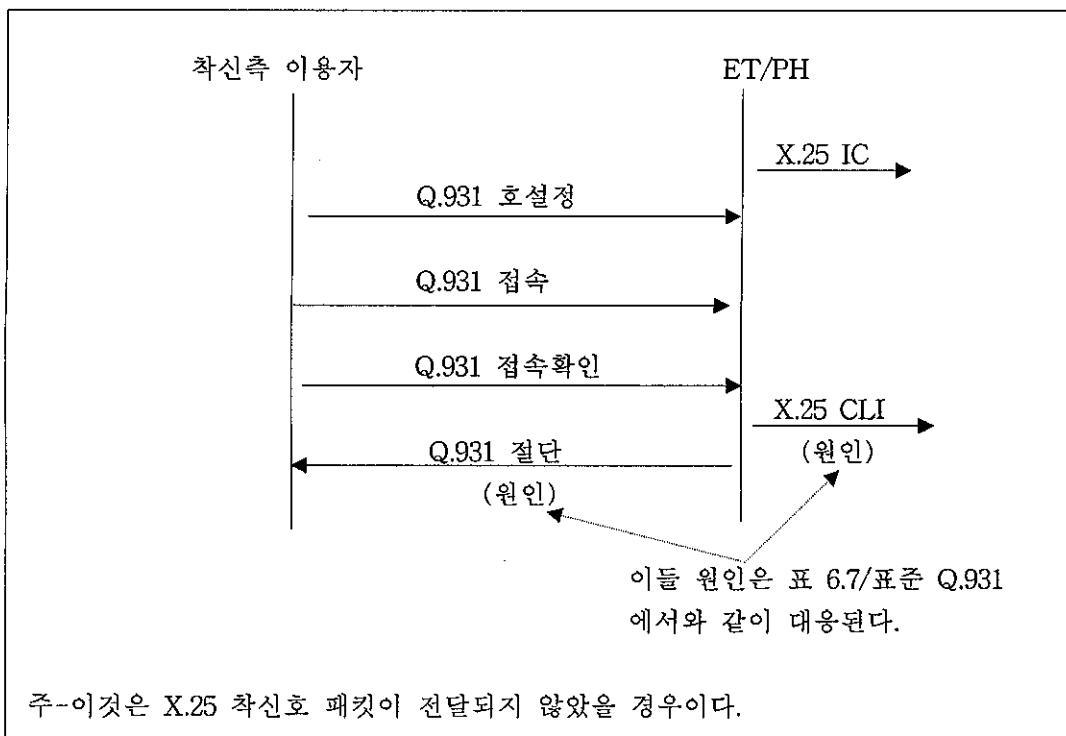 착신측 이용자
ET/PH
X.25 IC
Q.931 호설정
Q.931 접속
Q.931 접속확인
X.25 CLI
(원인)
Q.931 절단
(원인)
이들 원인은 표 6.7/표준 Q.931
에서와 같이 대응된다.
주-이것은 X.25 착신호 패킷이 전달되지 않았을 경우이다.